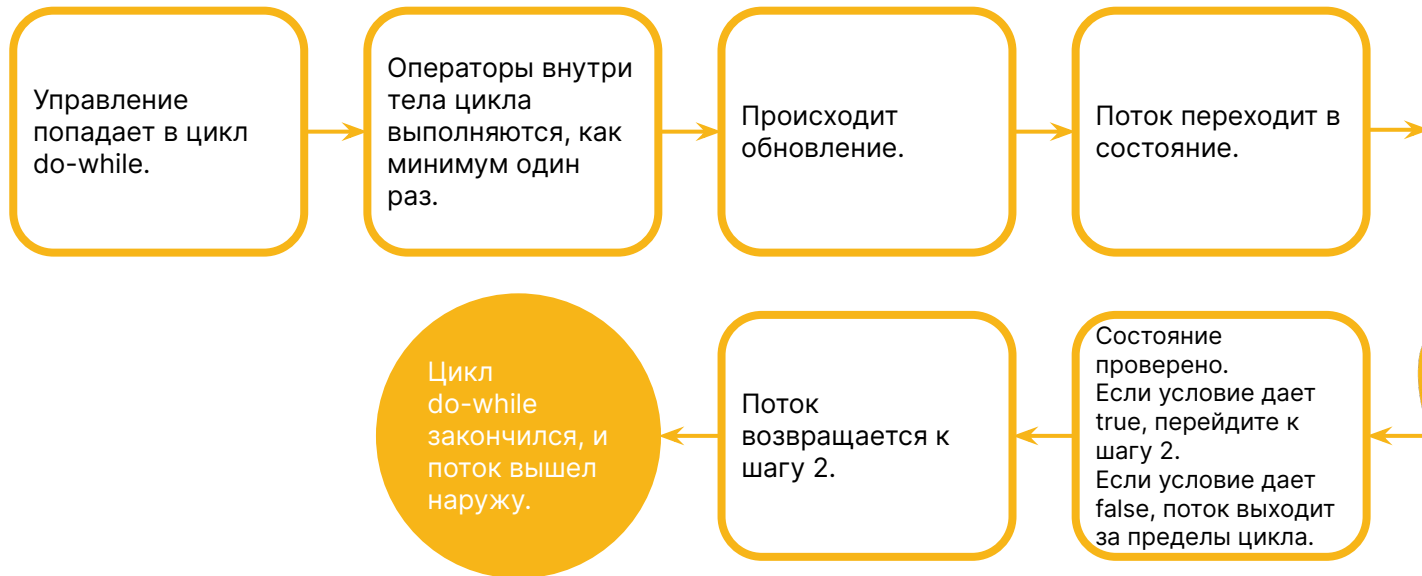 Управление
попадает в цикл
do-while.
Операторы внутри
тела цикла
выполняются, как
минимум один
раз.
Происходит
обновление.
Поток переходит в
состояние.
Состояние
проверено.
Если условие дает
true, перейдите к
шагу 2.
Если условие дает
false, поток выходит
за пределы цикла.
Поток
возвращается к
шагу 2.
Цикл
do-while
закончился, и
поток вышел
наружу.